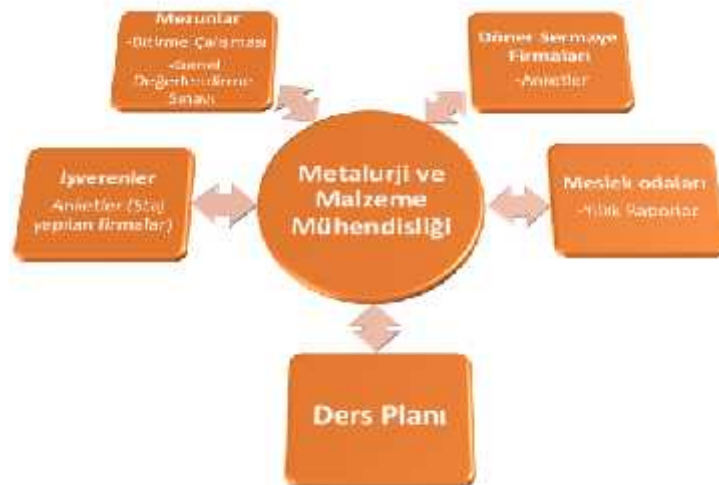 Mezunlar
-Bitirme Çalışması
-Genel
Değerlendirme
Sınavı
Döner Sermaye
Firmaları
-Anketler
İşverenler
-Anketler (Staj
yapılan firmalar)
Metalurji ve
Malzeme
Mühendisliği
Meslek odaları
-Yıllık Raporlar
Ders Planı